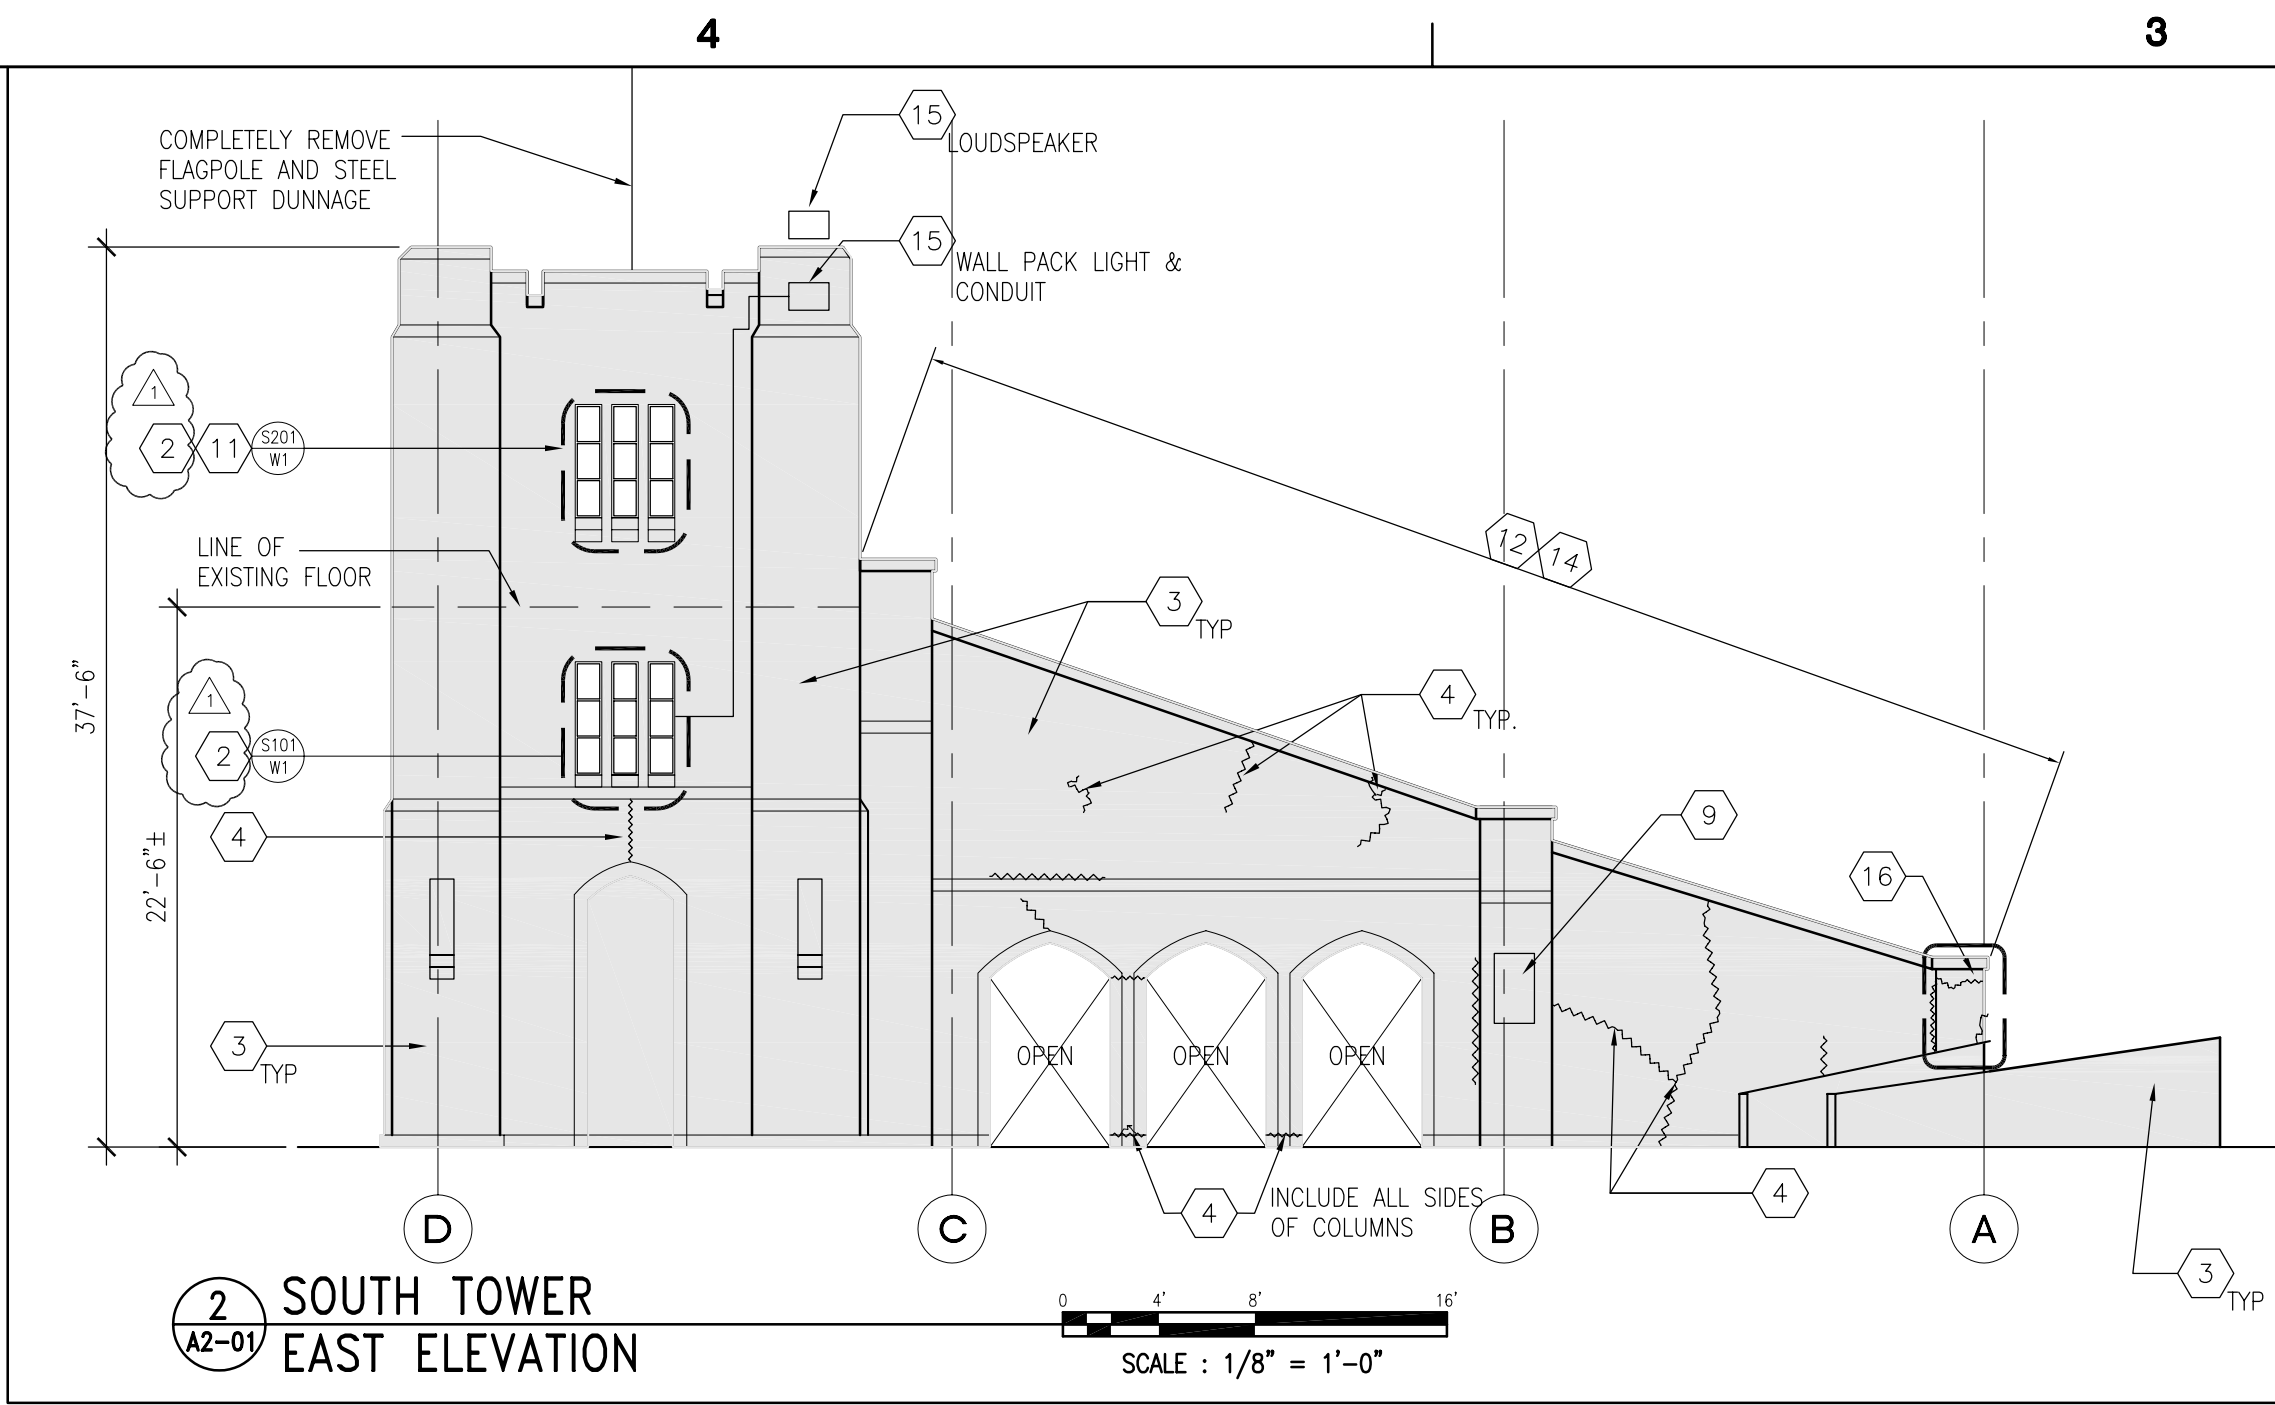 4
3
COMPLETELY REMOVE
FLAGPOLE AND STEEL
SUPPORT DUNNAGE
15
LOUDSPEAKER
15
WALL PACK LIGHT &
CONDUIT
1
2
11
S201
W1
12
14
LINE OF
EXISTING FLOOR
3
TYP
37'-6"
1
2
S101
W1
4
TYP.
4
22'-6"±
9
16
3
TYP
OPEN
OPEN
OPEN
4
INCLUDE ALL SIDES
OF COLUMNS
4
D
C
B
A
3
TYP
2
A2-01
SOUTH TOWER
EAST ELEVATION
0 4' 8' 16'
SCALE : 1/8" = 1'-0"